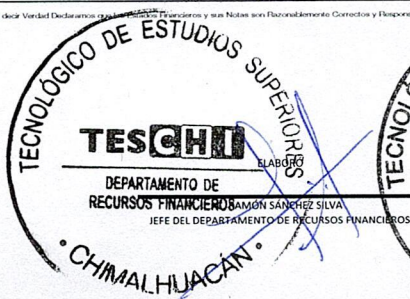 decir Verdad Declaramos que los Estados Financieros y sus Notas son Razonablemente Correctos y Respon
TECNOLÓGICO DE ESTUDIOS SUPERIORES
TESCHI
ELABORÓ
DEPARTAMENTO DE
RECURSOS FINANCIEROS
RAMÓN SÁNCHEZ SILVA
JEFE DEL DEPARTAMENTO DE RECURSOS FINANCIEROS
• CHIMALHUACÁN •
TECNOLÓ